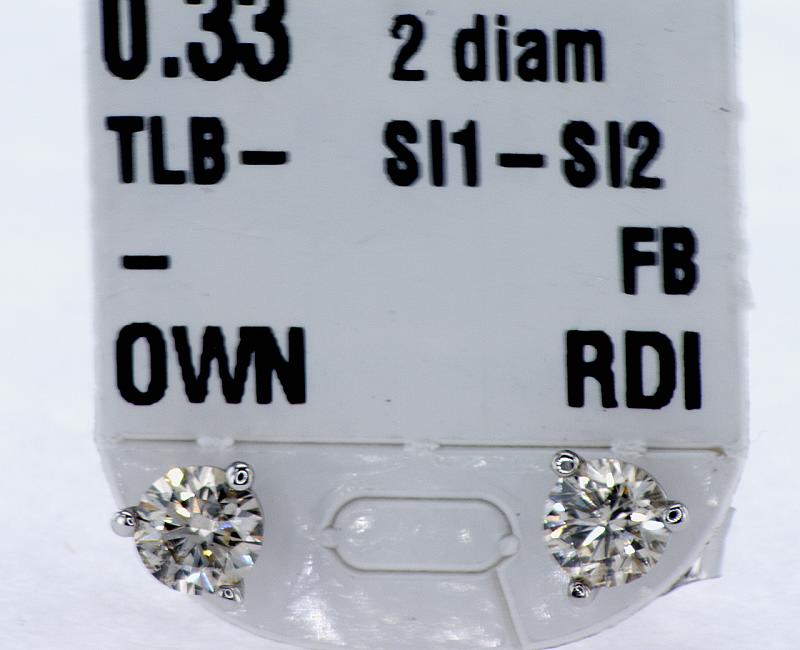 0.33 2 diam
TLB- SI1-SI2
- FB
OWN RDI